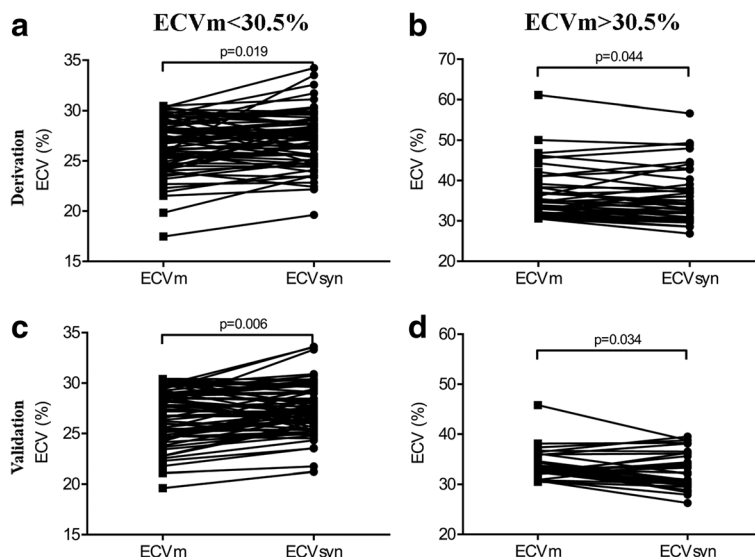 a ECVm<30.5% b ECVm>30.5%
Derivation
ECV (%)
35
30
25
20
15
p=0.019
ECVm ECVsyn
ECV (%)
70
60
50
40
30
20
p=0.044
ECVm ECVsyn
c
Validation
ECV (%)
35
30
25
20
15
p=0.006
ECVm ECVsyn
d
ECV (%)
60
50
40
30
20
p=0.034
ECVm ECVsyn